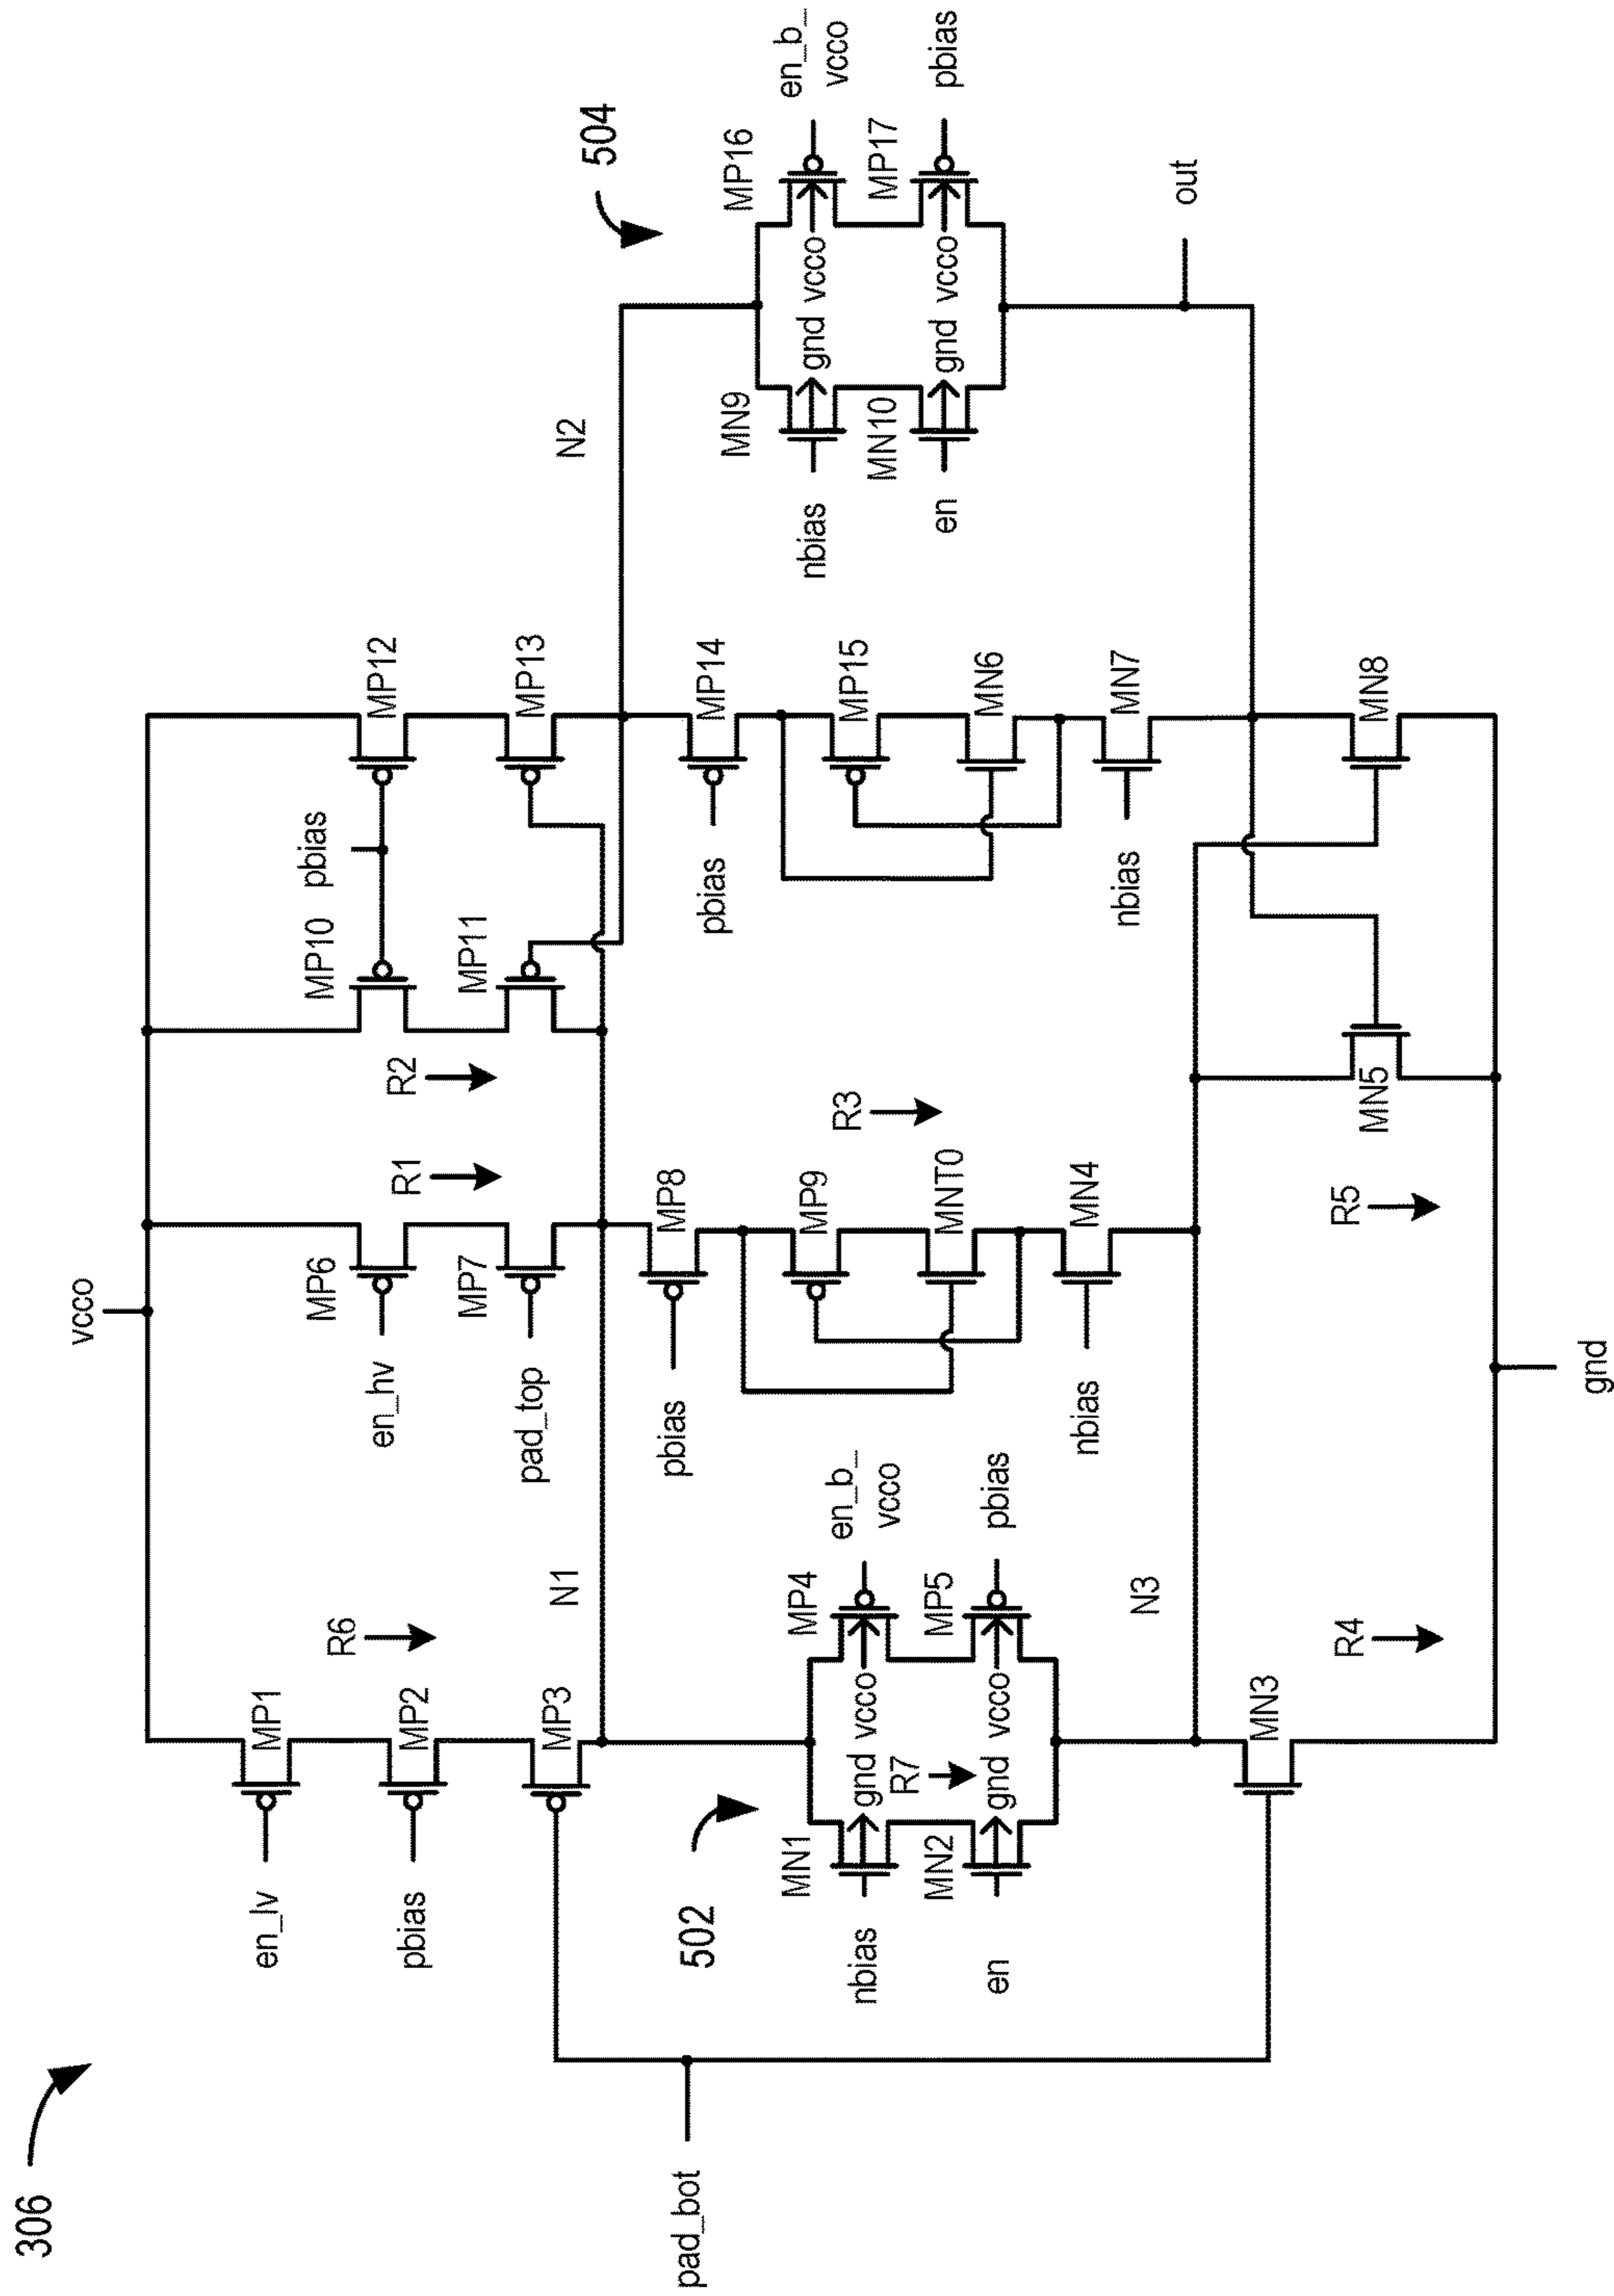 306
vcco
en_lv
MP1
R6
pbias
MP2
MP3
N1
en_hv
MP6
R1
pad_top
MP7
R2
MP10
pbias
MP12
MP11
MP13
N2
504
pad_bot
502
nbias
MN1
gnd
vcco
MP4
en_b_
vcco
en
MN2
R7
gnd
vcco
MP5
pbias
pbias
MP8
MP9
R3
MNT0
nbias
MN4
pbias
MP14
MP15
MN6
nbias
MN7
nbias
MN9
gnd
vcco
MP16
en_b_
vcco
en
MN10
gnd
vcco
MP17
pbias
N3
MN3
R4
R5
MN5
MN8
out
gnd